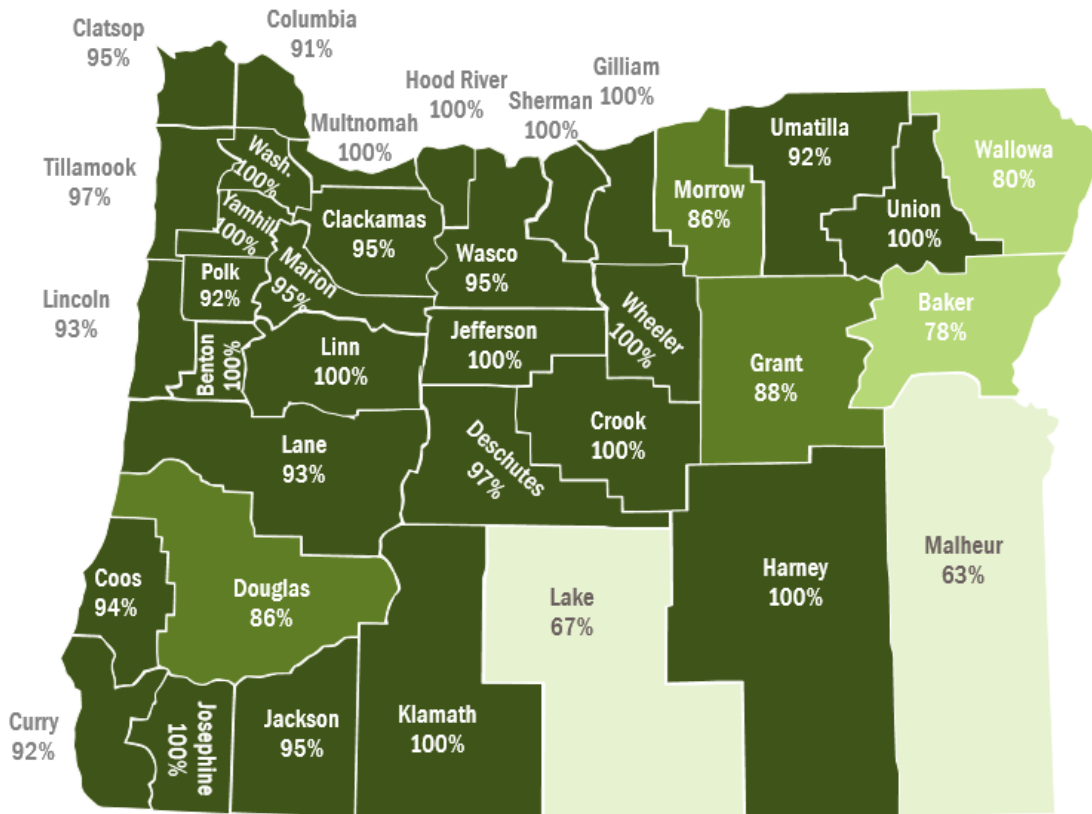 Clatsop
95%
Columbia
91%
Hood River
100%
Gilliam
100%
Sherman
100%
Multnomah
100%
Umatilla
92%
Wallowa
80%
Tillamook
97%
Wash.
100%
Morrow
86%
Yamhill
100%
Clackamas
95%
Union
100%
Wasco
95%
Marion
95%
Polk
92%
Lincoln
93%
Baker
78%
Wheeler
100%
Jefferson
100%
Linn
100%
Benton
100%
Grant
88%
Crook
100%
Deschutes
97%
Lane
93%
Malheur
63%
Harney
100%
Coos
94%
Douglas
86%
Lake
67%
Curry
92%
Josephine
100%
Jackson
95%
Klamath
100%